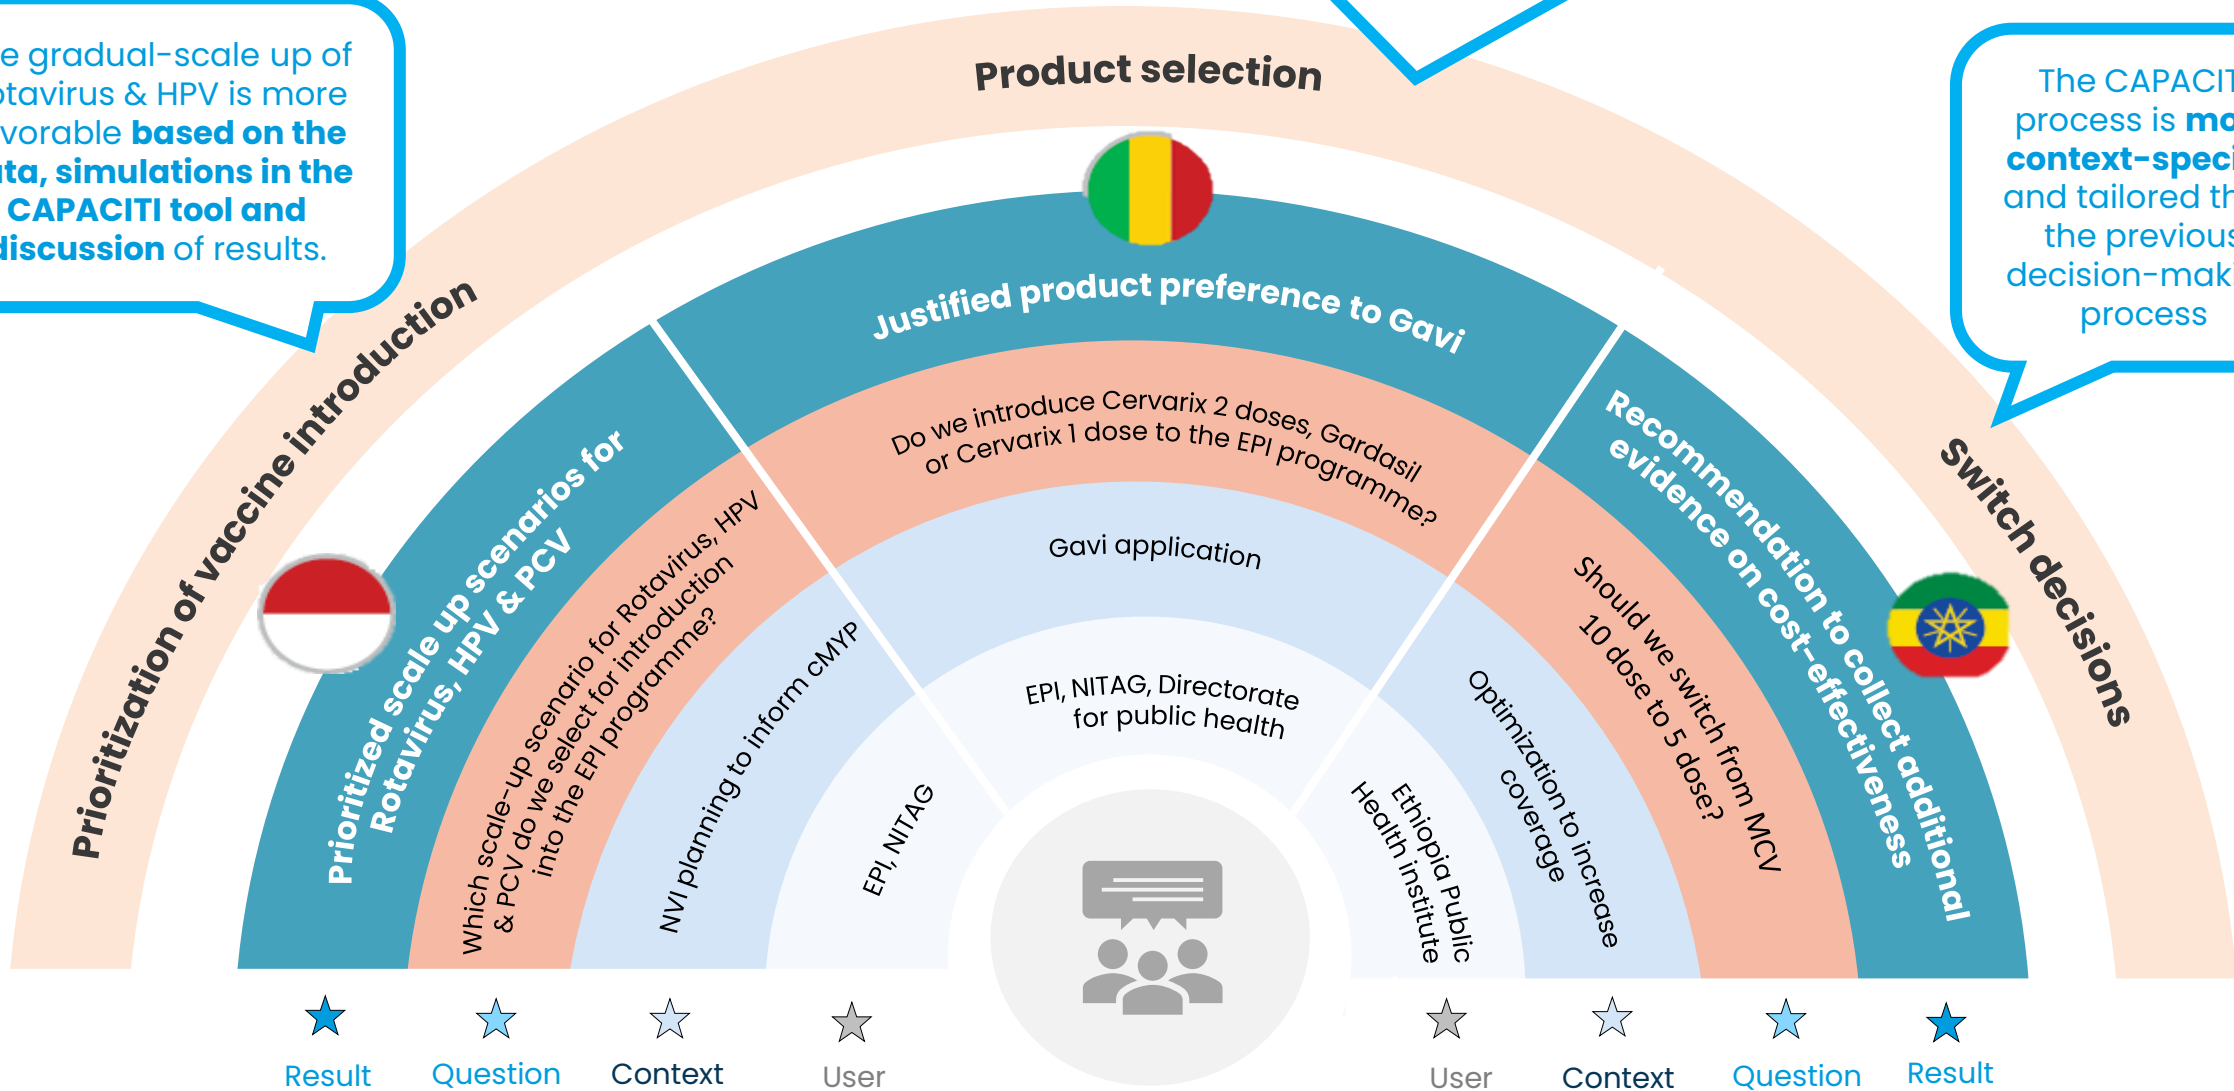 e gradual-scale up of
otavirus & HPV is more
vorable based on the
ata, simulations in the
CAPACITI tool and
discussion of results.
Product selection
The CAPACIT
process is mo
context-speci
and tailored th
the previous
decision-maki
process
Prioritization of vaccine introduction
Switch decisions
Prioritized scale up scenarios for
Rotavirus, HPV & PCV
Which scale-up scenario for Rotavirus, HPV
& PCV do we select for introduction
into the EPI programme?
NVI planning to inform cMYP
EPI, NITAG
Justified product preference to Gavi
Do we introduce Cervarix 2 doses, Gardasil
or Cervarix 1 dose to the EPI programme?
Gavi application
EPI, NITAG, Directorate
for public health
Recommendation to collect additional
evidence on cost-effectiveness
Should we switch from MCV
10 dose to 5 dose?
Optimization to increase
coverage
Ethiopia Public
Health institute
Result
Question
Context
User
User
Context
Question
Result